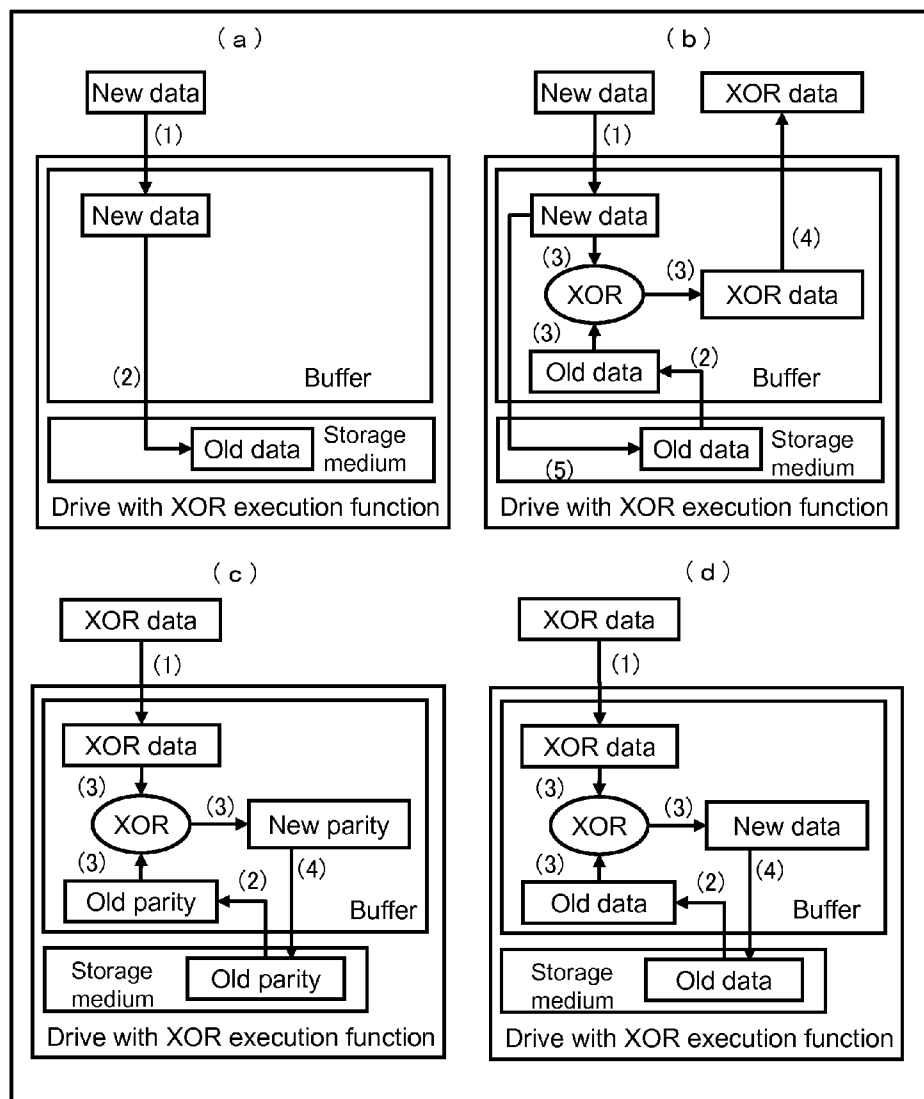 (a)
New data
(1)
New data
(2)
Buffer
Old data
Storage
medium
Drive with XOR execution function
(b)
New data
XOR data
(1)
New data
(4)
(3)
(3)
XOR
XOR data
(3)
(2)
Old data
Buffer
Old data
Storage
medium
(5)
Drive with XOR execution function
(c)
XOR data
(1)
XOR data
(3)
(3)
XOR
New parity
(3)
(2)
(4)
Old parity
Buffer
Storage
medium
Old parity
Drive with XOR execution function
(d)
XOR data
(1)
XOR data
(3)
(3)
XOR
New data
(3)
(2)
(4)
Old data
Buffer
Storage
medium
Old data
Drive with XOR execution function